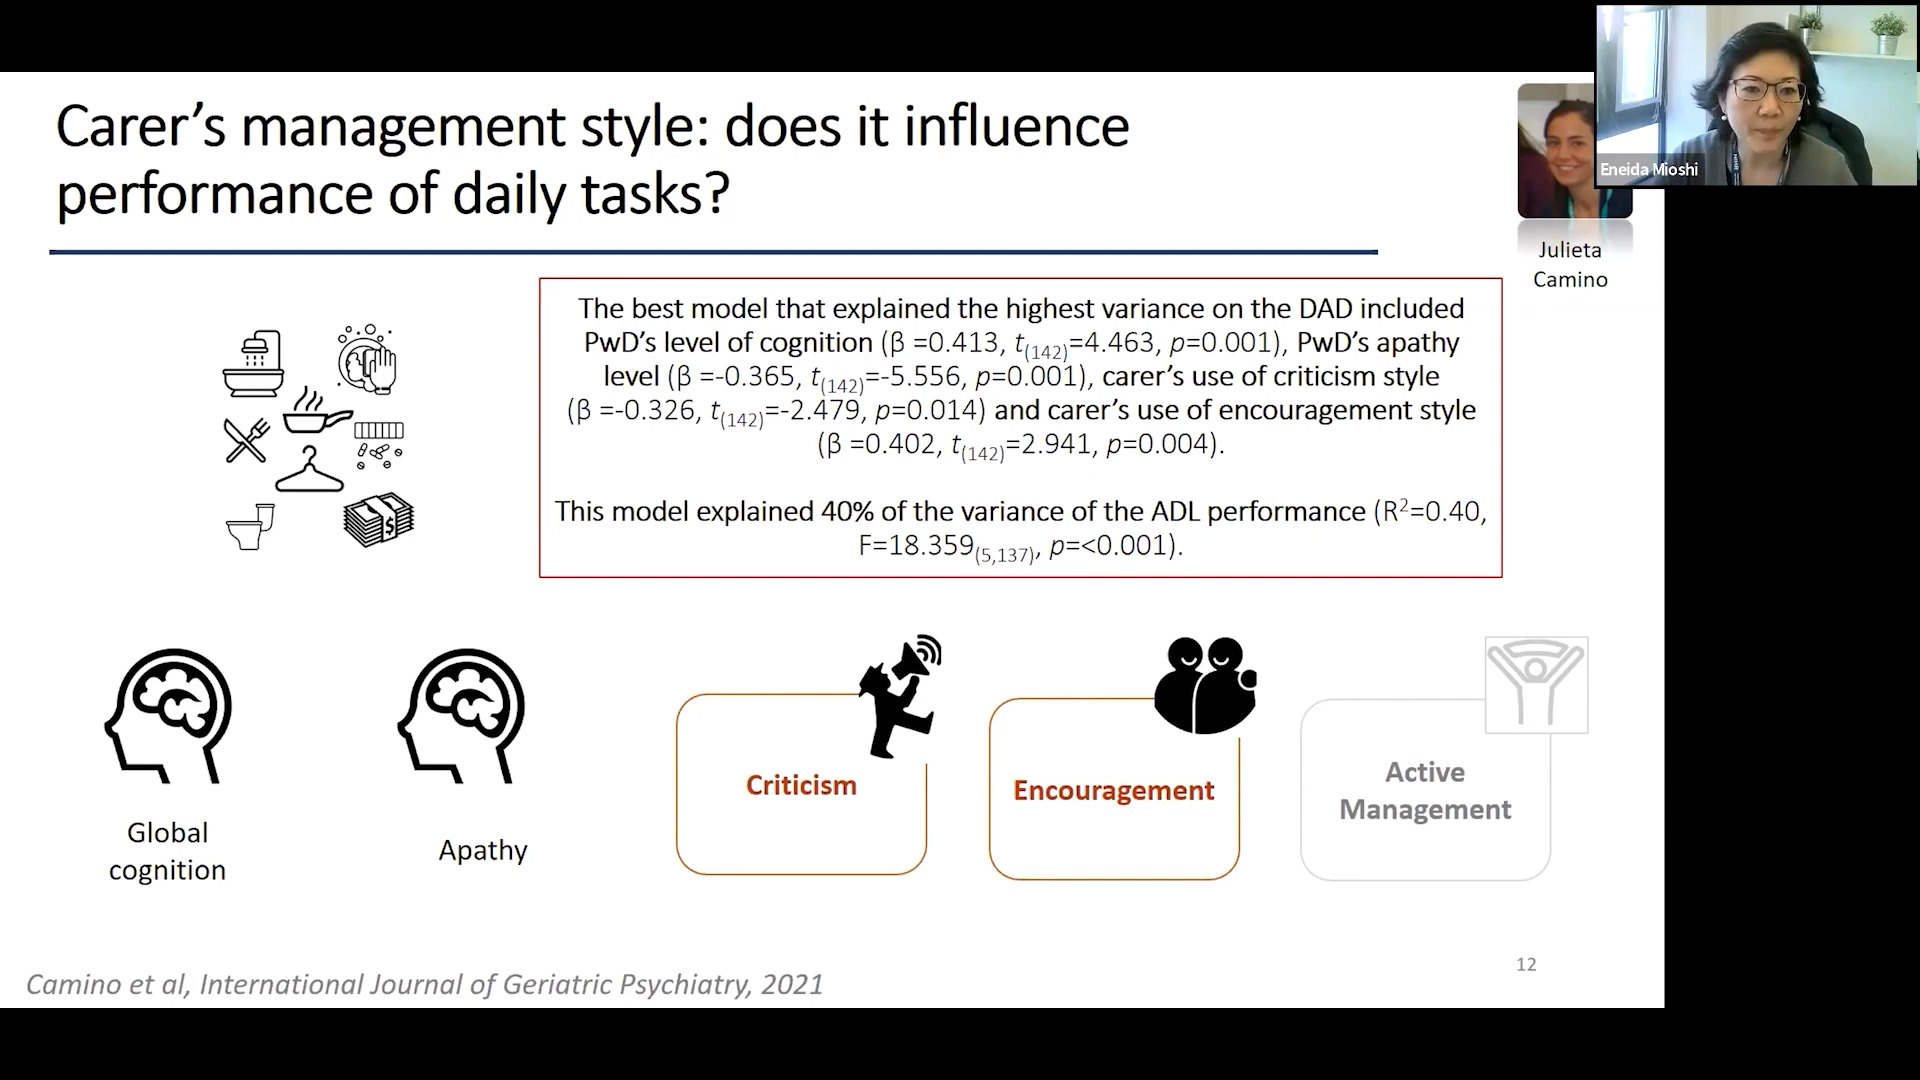 Carer’s management style: does it influence
performance of daily tasks?
Eneida Mioshi
Julieta
Camino
The best model that explained the highest variance on the DAD included
PwD’s level of cognition (β =0.413, t(142)=4.463, p=0.001), PwD’s apathy
level (β =-0.365, t(142)=-5.556, p=0.001), carer’s use of criticism style
(β =-0.326, t(142)=-2.479, p=0.014) and carer’s use of encouragement style
(β =0.402, t(142)=2.941, p=0.004).
This model explained 40% of the variance of the ADL performance (R²=0.40,
F=18.359(5,137), p=<0.001).
Global
cognition
Apathy
Criticism
Encouragement
Active
Management
Camino et al, International Journal of Geriatric Psychiatry, 2021
12